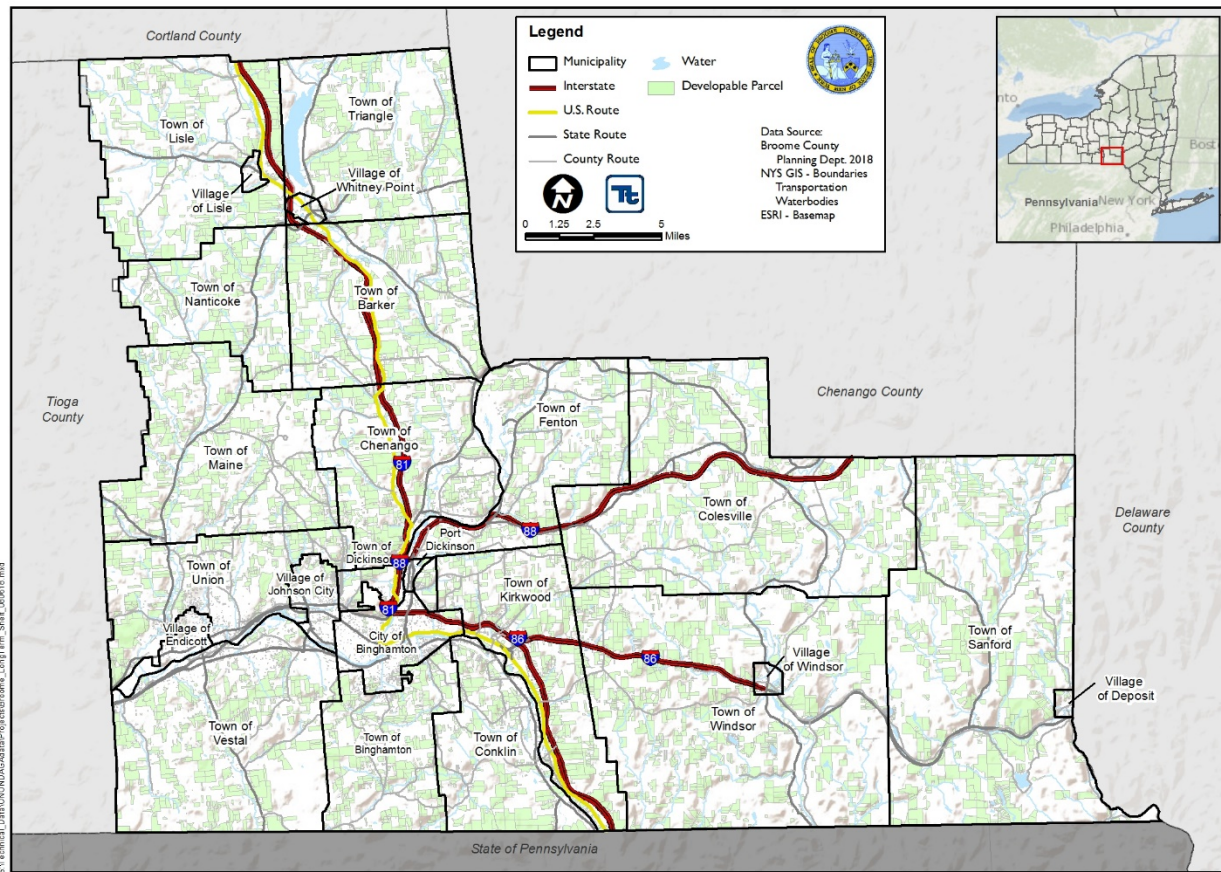 Cortland County
Town of
Lisle
Town of
Triangle
Village of
Whitney Point
Village
of Lisle
Town of
Nanticoke
Town of
Barker
Tioga
County
Town of
Maine
Town of
Chenango
81
Town of
Fenton
Chenango County
Town of
Colesville
88
Delaware
County
Town of
Union
Village of
Johnson City
Town of
Dickinson
Port
Dickinson
88
Town of
Kirkwood
81
Village of
Endicott
City of
Binghamton
86
86
Village
of Windsor
Town of
Sanford
Village
of Deposit
Town of
Vestal
Town of
Binghamton
Town of
Conklin
Town of
Windsor
State of Pennsylvania
Legend
Municipality
Interstate
U.S. Route
State Route
County Route
Water
Developable Parcel
Data Source:
Broome County
Planning Dept. 2018
NYS GIS - Boundaries
Transportation
Waterbodies
ESRI - Basemap
N
Tt
0 1.25 2.5 5
Miles
nto
Bost
Pennsylvania
New York
Philadelphia